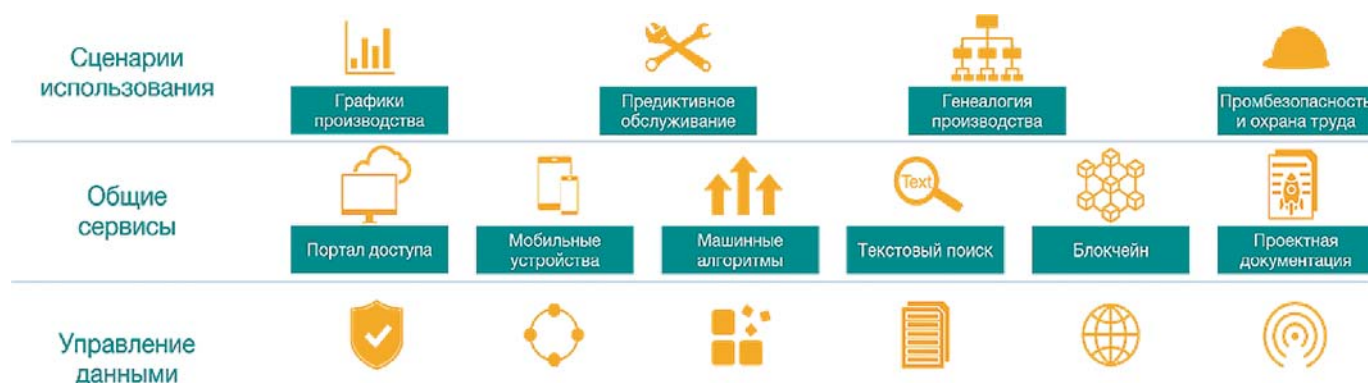 Сценарии
использования
Графики
производства
Предиктивное
обслуживание
Генеалогия
производства
Промбезопасность
и охрана труда
Общие
сервисы
Портал доступа
Мобильные
устройства
Машинные
алгоритмы
Text
Текстовый поиск
Блокчейн
Проектная
документация
Управление
данными